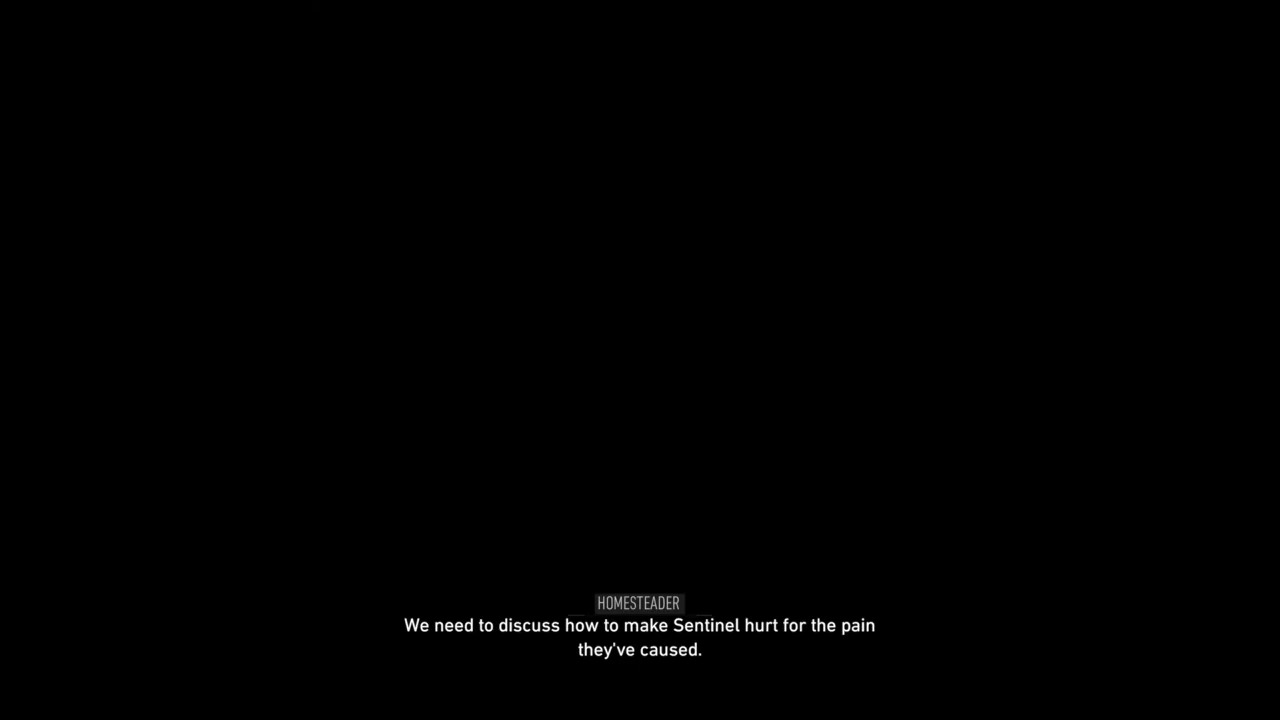 HOMESTEADER
We need to discuss how to make Sentinel hurt for the pain
they've caused.